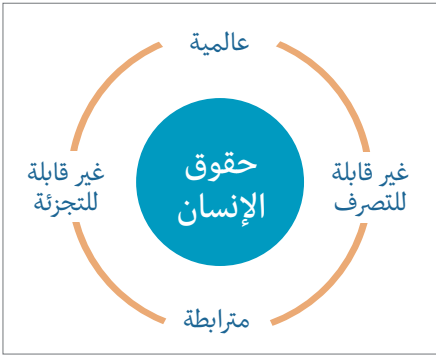 عالمية
غير قابلة
للتصرف
حقوق
الإنسان
غير قابلة
للتجزئة
مترابطة